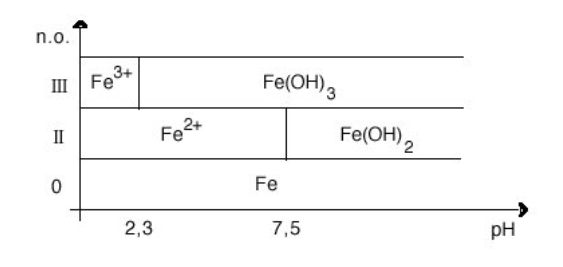 n.o.
III Fe³⁺ Fe(OH)₃
II Fe²⁺ Fe(OH)₂
0 Fe
2,3 7,5 pH